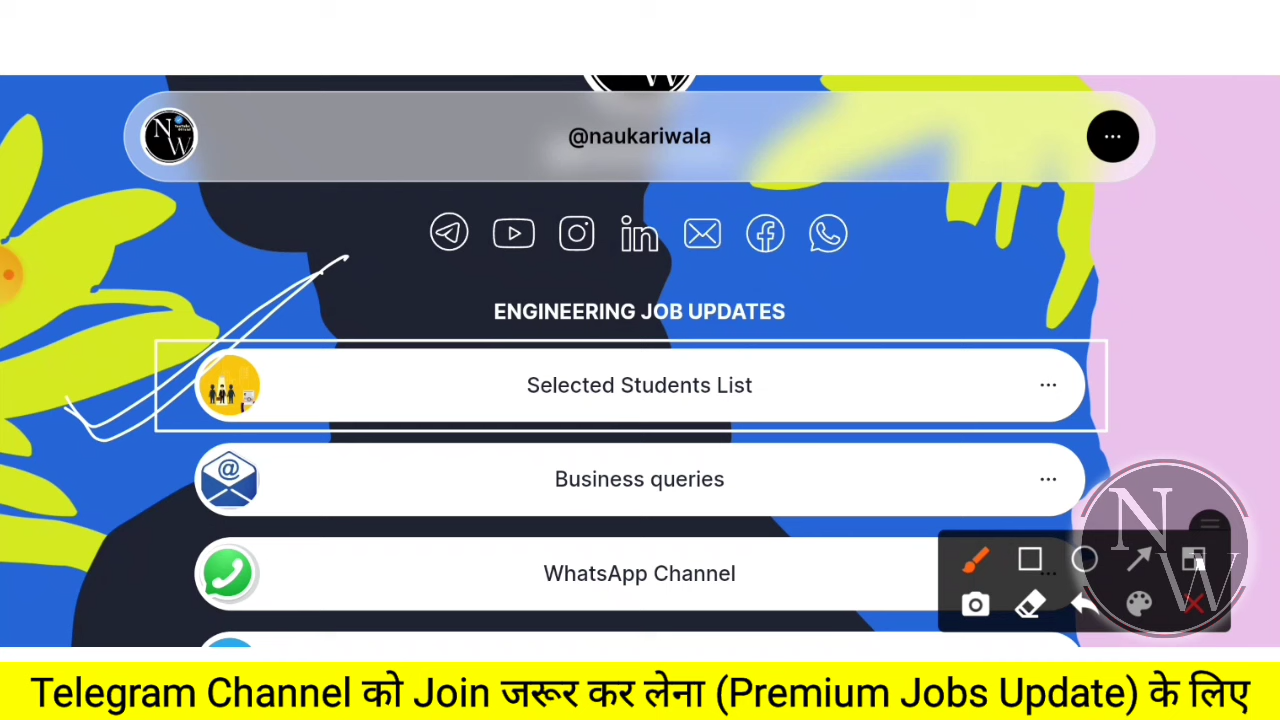 @naukariwala
ENGINEERING JOB UPDATES
Selected Students List
Business queries
WhatsApp Channel
NW
Telegram Channel को Join जरूर कर लेना (Premium Jobs Update) के लिए